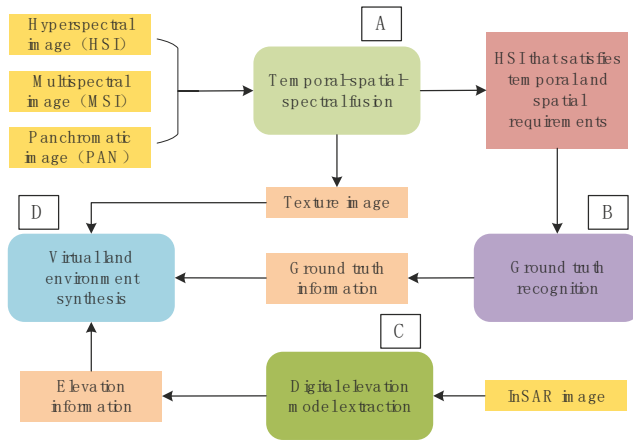 Hyperspectral
image (HSI)
Multispectral
image (MSI)
Panchromatic
image (PAN)
A
Temporal-spatial-
spectral fusion
HSI that satisfies
temporal and
spatial
requirements
Texture image
D
Virtual land
environment
synthesis
Ground truth
information
B
Ground truth
recognition
C
Elevation
information
Digital elevation
model extraction
InSAR image